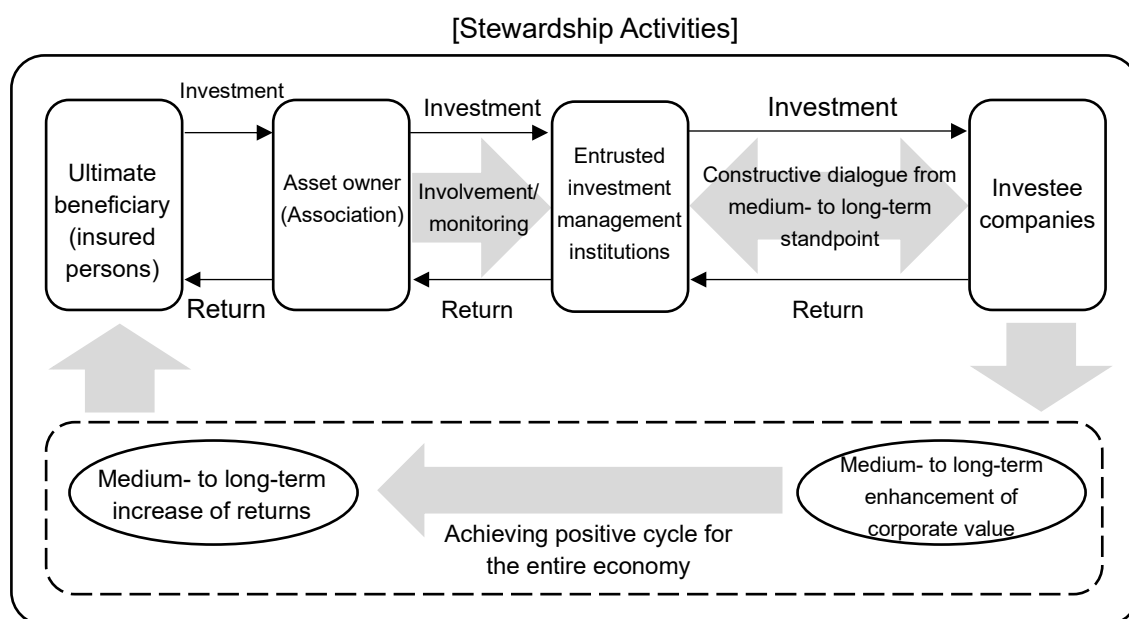 [Stewardship Activities]
Investment
Investment
Investment
Ultimate
beneficiary
(insured
persons)
Asset owner
(Association)
Involvement/
monitoring
Entrusted
investment
management
institutions
Constructive dialogue from
medium- to long-term
standpoint
Investee
companies
Return
Return
Return
Medium- to long-term
increase of returns
Achieving positive cycle for
the entire economy
Medium- to long-term
enhancement of
corporate value